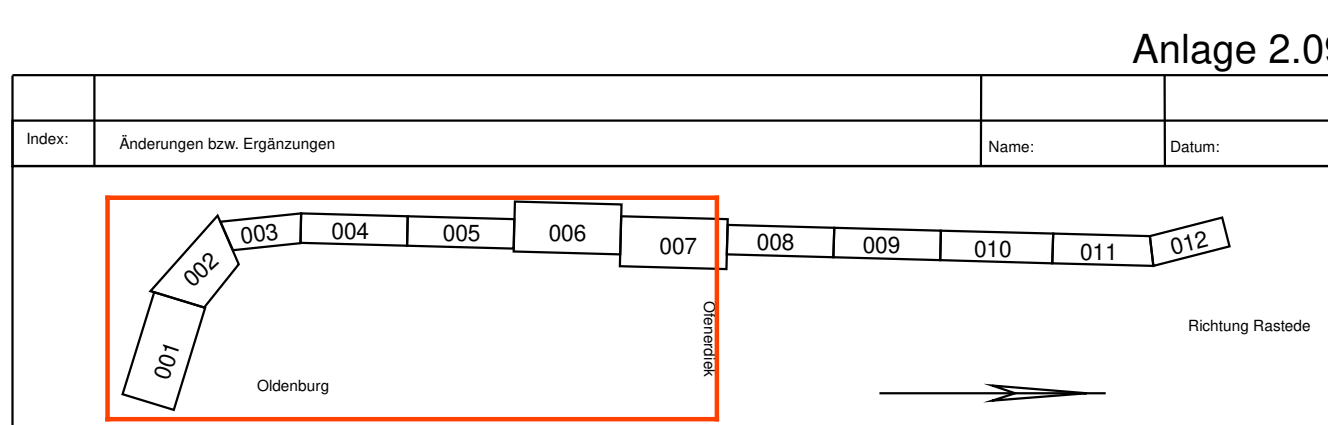 Anlage 2.09
Index:
Änderungen bzw. Ergänzungen
Name:
Datum:
001
002
003
004
005
006
007
008
009
010
011
012
Ofenerdiek
Richtung Rastede
Oldenburg